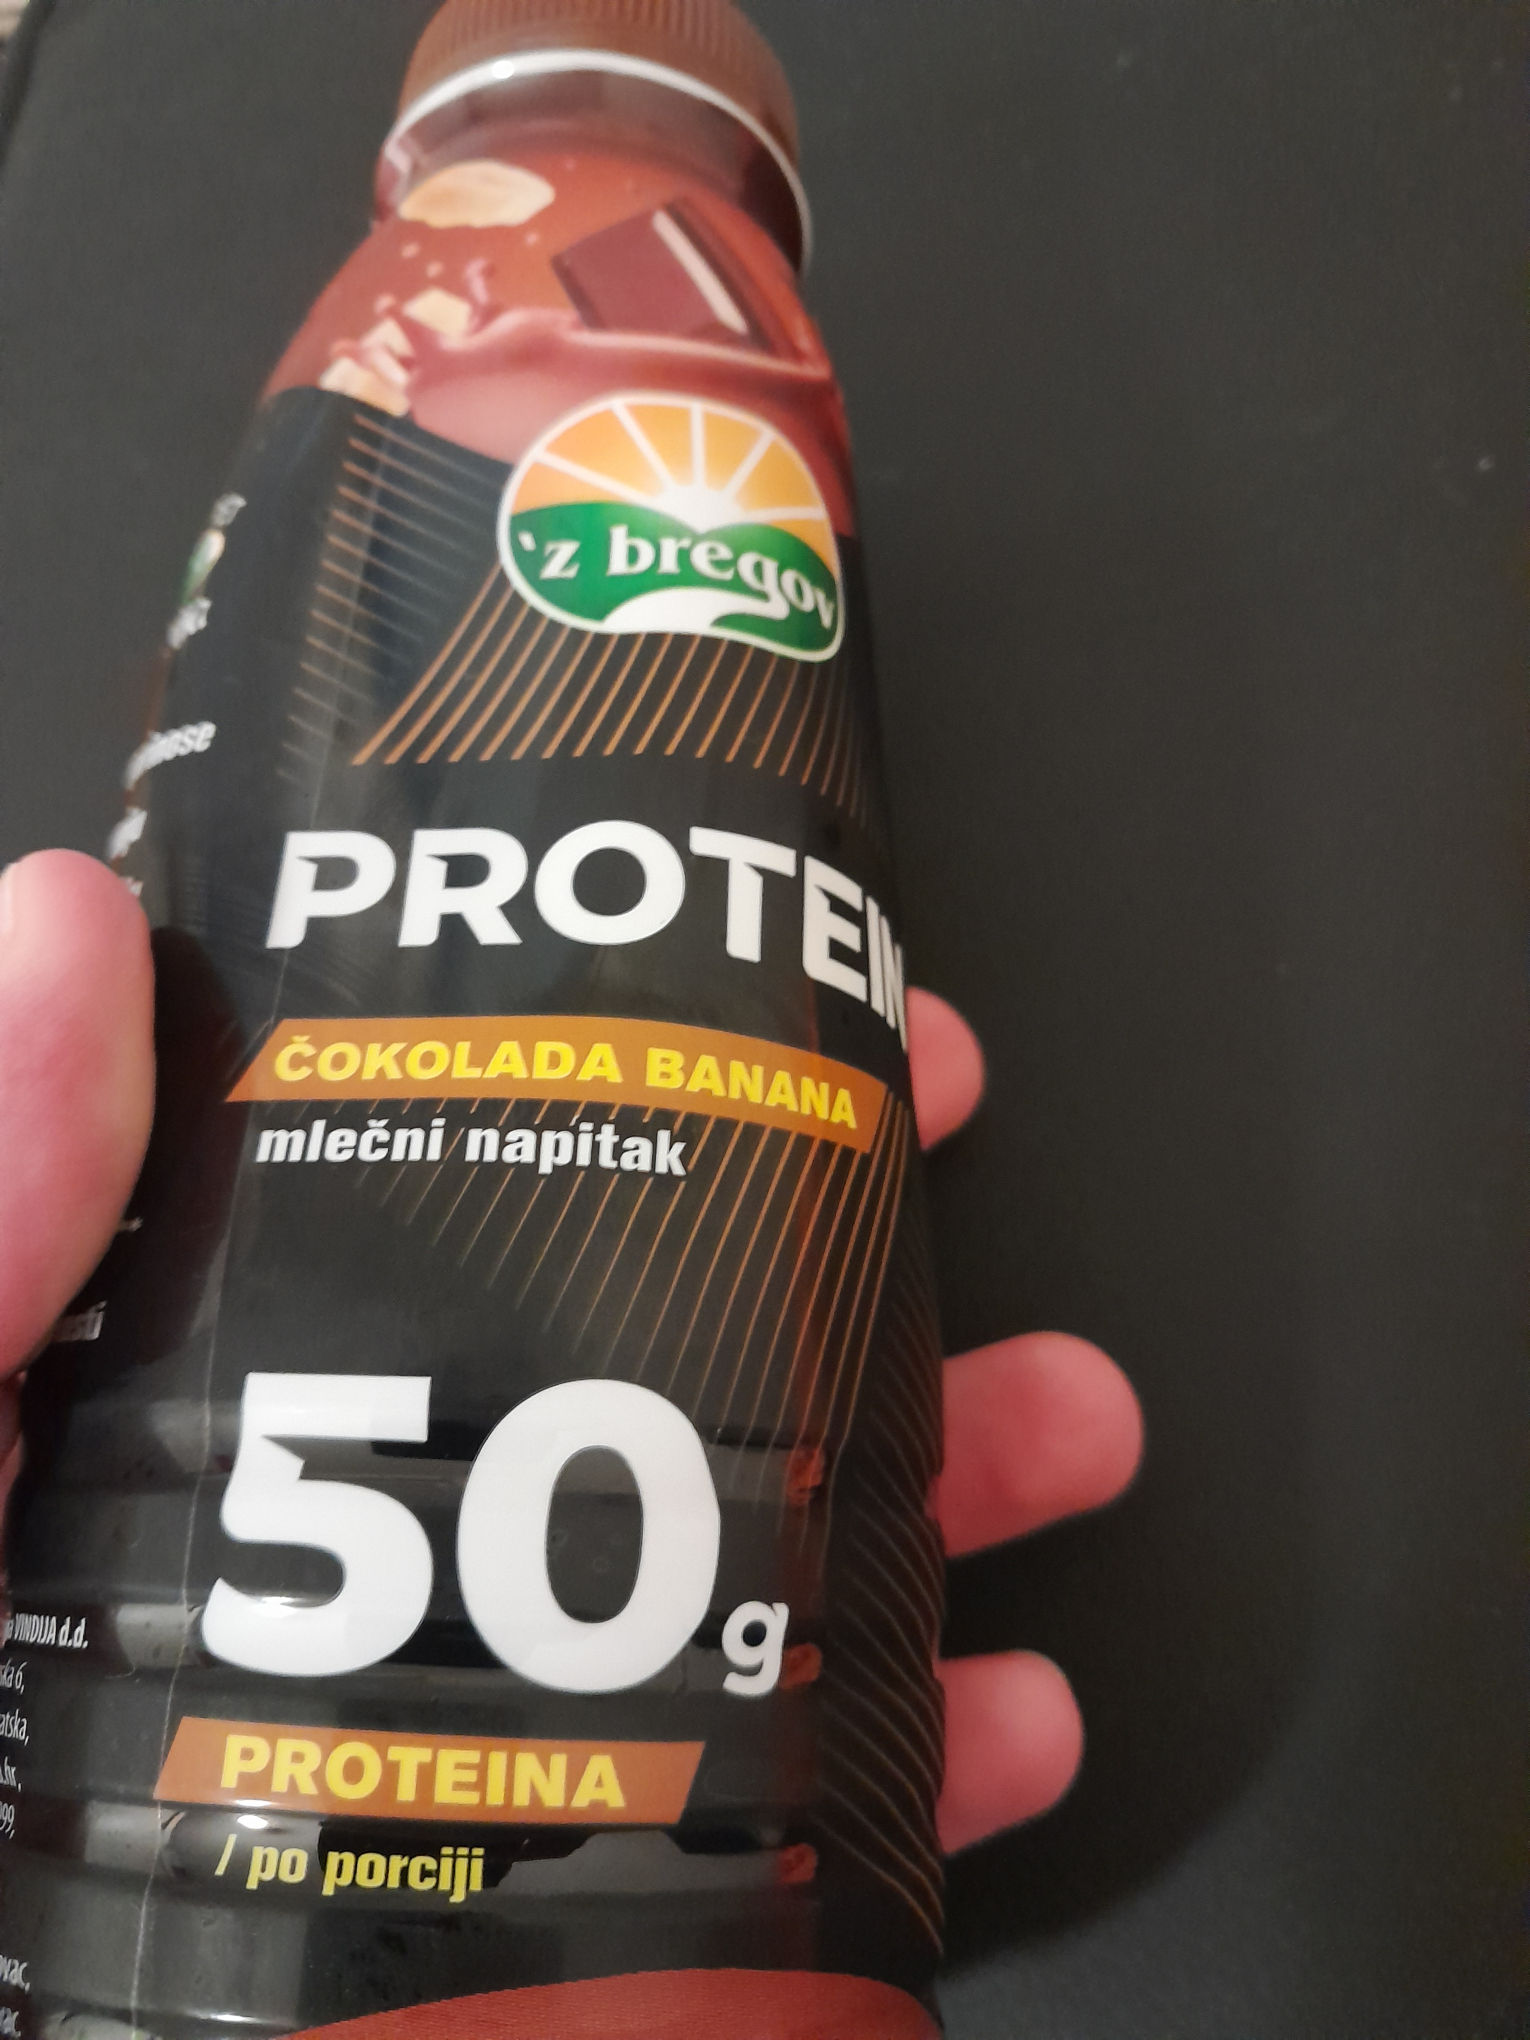 'z bregov
PROTEIN
ČOKOLADA BANANA
mlečni napitak
50g
PROTEINA
/ po porciji
VINDIJA d.d.